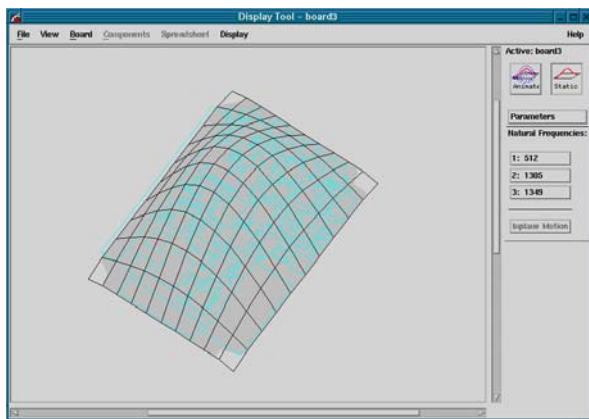 Display Tool - board3
File View Board Components Spreadsheet Display Help
Active: board3
Animate Static
Parameters
Natural Frequencies:
1: 512
2: 1305
3: 1349
Inplane Motion